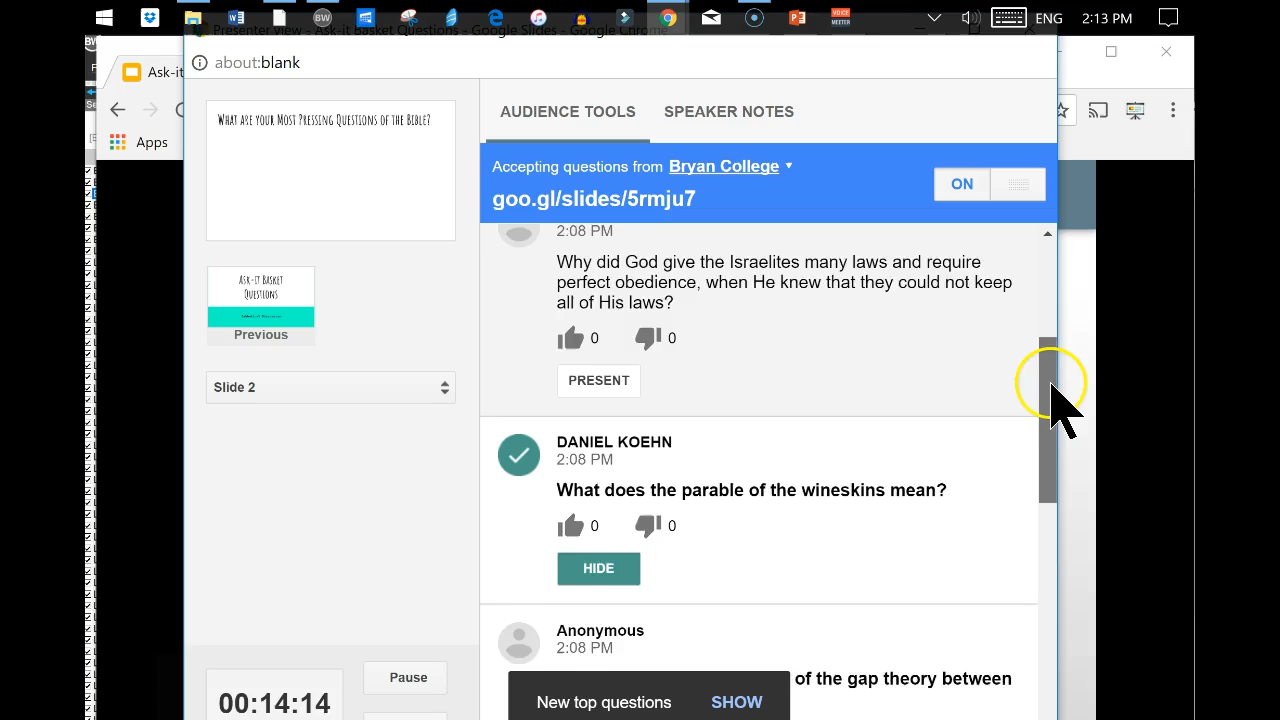 BW
ENG
2:13 PM
VOICE
MEETER
Presenter View - Ask-It Basket Questions - Google Slides - Google Chrome
about:blank
Ask-it
Apps
WHAT ARE YOUR MOST PRESSING QUESTIONS OF THE BIBLE?
ASK-IT BASKET
QUESTIONS
Previous
Slide 2
00:14:14
Pause
AUDIENCE TOOLS
SPEAKER NOTES
Accepting questions from Bryan College
goo.gl/slides/5rmju7
ON
2:08 PM
Why did God give the Israelites many laws and require
perfect obedience, when He knew that they could not keep
all of His laws?
0 0
PRESENT
DANIEL KOEHN
2:08 PM
What does the parable of the wineskins mean?
0 0
HIDE
Anonymous
2:08 PM
of the gap theory between
New top questions SHOW